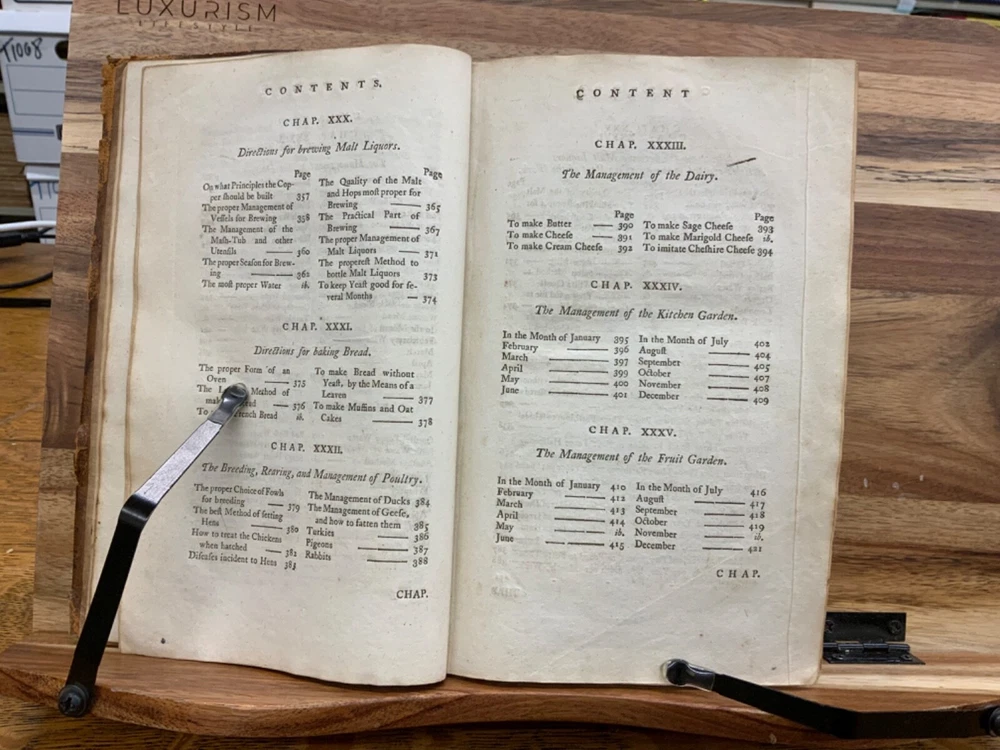 LUXURISM
LIFESTYLE
T1068
CONTENTS.
CHAP. XXX.
Directions for brewing Malt Liquors.
Page
On what Principles the Cop-
per ſhould be built 357
The proper Management of
Veſſels for Brewing 358
The Management of the
Maſh-Tub and other
Utenſils 360
The proper Seaſon for Brew-
ing 362
The moſt proper Water ib.
Page
The Quality of the Malt
and Hops moſt proper for
Brewing 365
The Practical Part of
Brewing 367
The proper Management of
Malt Liquors 371
The propereſt Method to
bottle Malt Liquors 373
To keep Yeaſt good for ſe-
veral Months 374
CHAP. XXXI.
Directions for baking Bread.
The proper Form of an
Oven 375
The Method of
376
To French Bread ib.
To make Bread without
Yeaſt, by the Means of a
Leaven 377
To make Muffins and Oat
Cakes 378
CHAP. XXXII.
The Breeding, Rearing, and Management of Poultry.
The proper Choice of Fowls
for breeding 379
The beſt Method of ſetting
Hens 380
How to treat the Chickens
when hatched 382
Diſeaſes incident to Hens 383
The Management of Ducks 384
The Management of Geeſe,
and how to fatten them 385
Turkies 386
Pigeons 387
Rabbits 388
CHAP.
CONTENT
CHAP. XXXIII.
The Management of the Dairy.
Page
To make Butter 390
To make Cheeſe 391
To make Cream Cheeſe 392
Page
To make Sage Cheeſe 393
To make Marigold Cheeſe ib.
To imitate Cheſhire Cheeſe 394
CHAP. XXXIV.
The Management of the Kitchen Garden.
In the Month of January 395
February 396
March 397
April 399
May 400
June 401
In the Month of July 402
Auguſt 404
September 405
October 407
November 408
December 409
CHAP. XXXV.
The Management of the Fruit Garden.
In the Month of January 410
February 412
March 413
April 414
May ib.
June 415
In the Month of July 416
Auguſt 417
September 418
October 419
November ib.
December 421
CHAP.